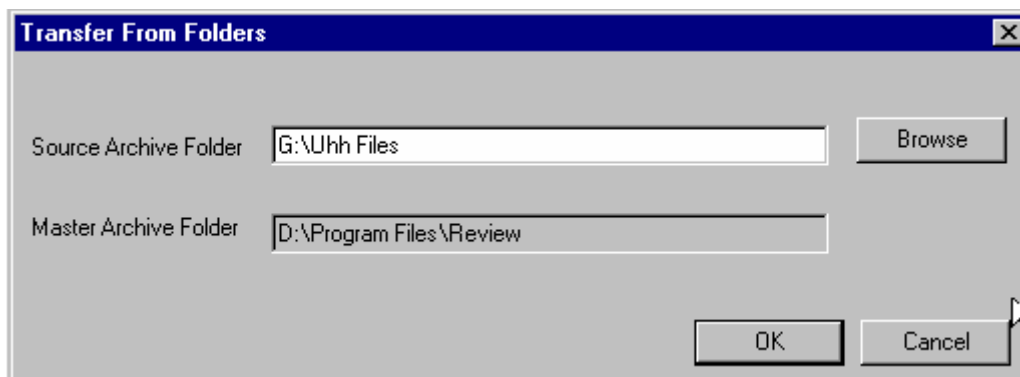 Transfer From Folders
Source Archive Folder G:\Uhh Files Browse
Master Archive Folder D:\Program Files\Review
OK Cancel